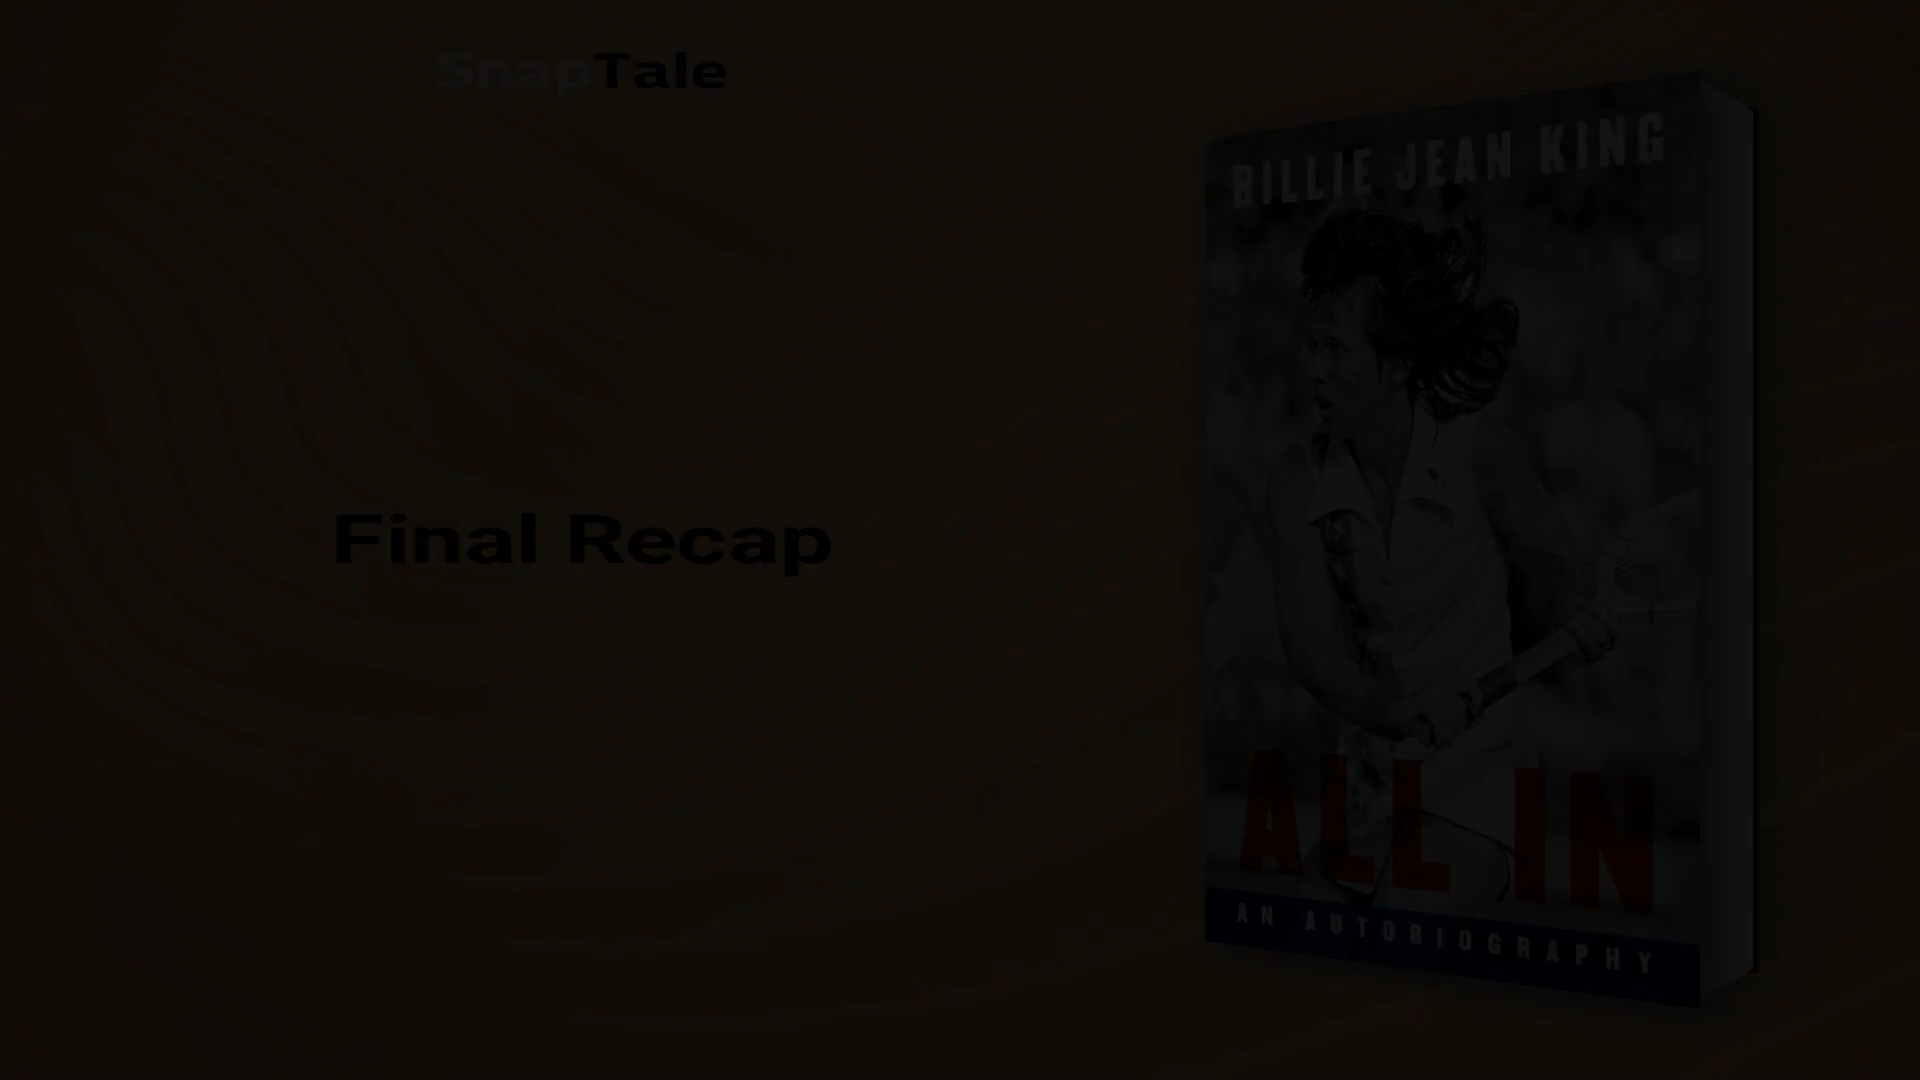 SnapTale
Final Recap
BILLIE JEAN KING
ALL IN
AN AUTOBIOGRAPHY